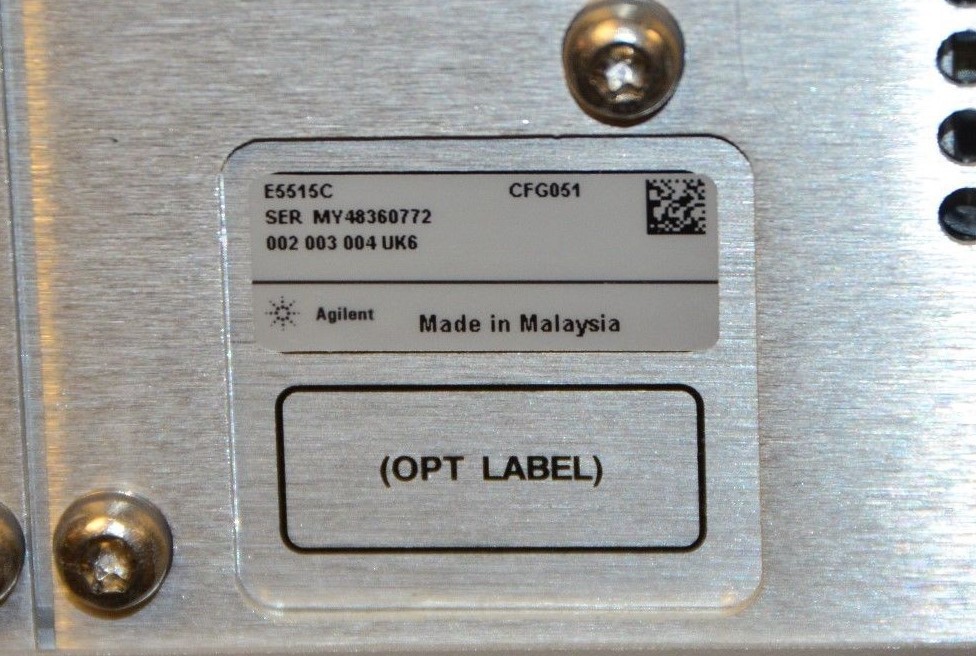 E5515C CFG051
SER MY48360772
002 003 004 UK6
Agilent Made in Malaysia
(OPT LABEL)